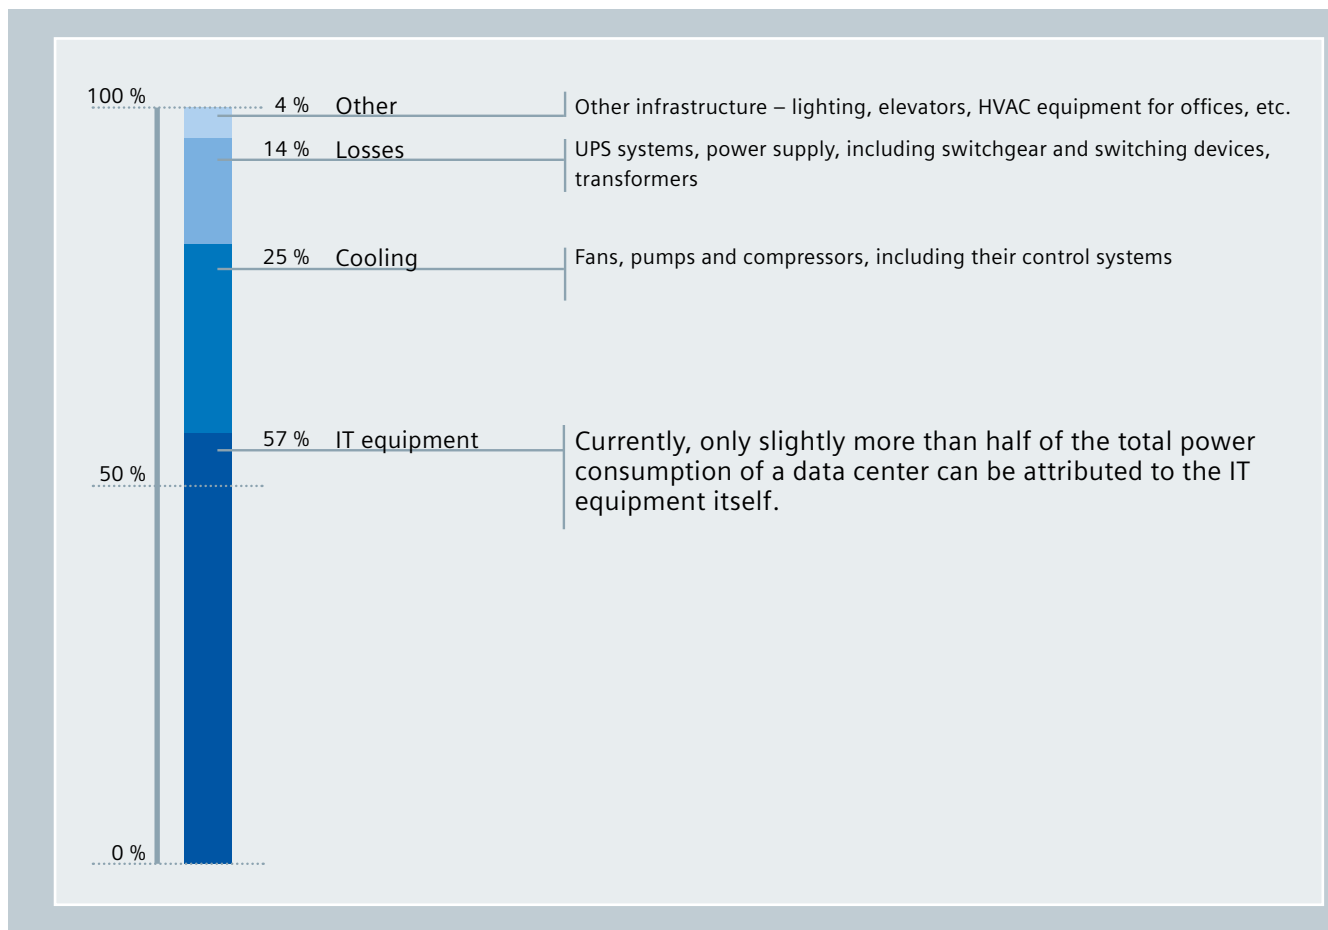 100 %
4 % Other Other infrastructure – lighting, elevators, HVAC equipment for offices, etc.
14 % Losses UPS systems, power supply, including switchgear and switching devices,
transformers
25 % Cooling Fans, pumps and compressors, including their control systems
57 % IT equipment Currently, only slightly more than half of the total power
consumption of a data center can be attributed to the IT
50 %
equipment itself.
0 %